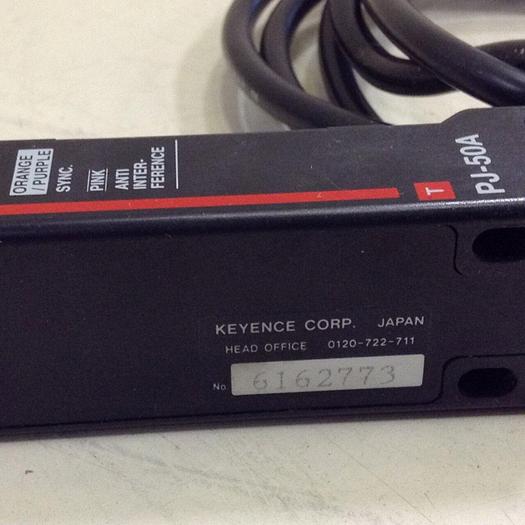 ORANGE
/ PURPLE
SYNC.
PINK
ANTI
INTER-
FERENCE
T
PJ-50A
KEYENCE CORP. JAPAN
HEAD OFFICE 0120-722-711
No. 6162773